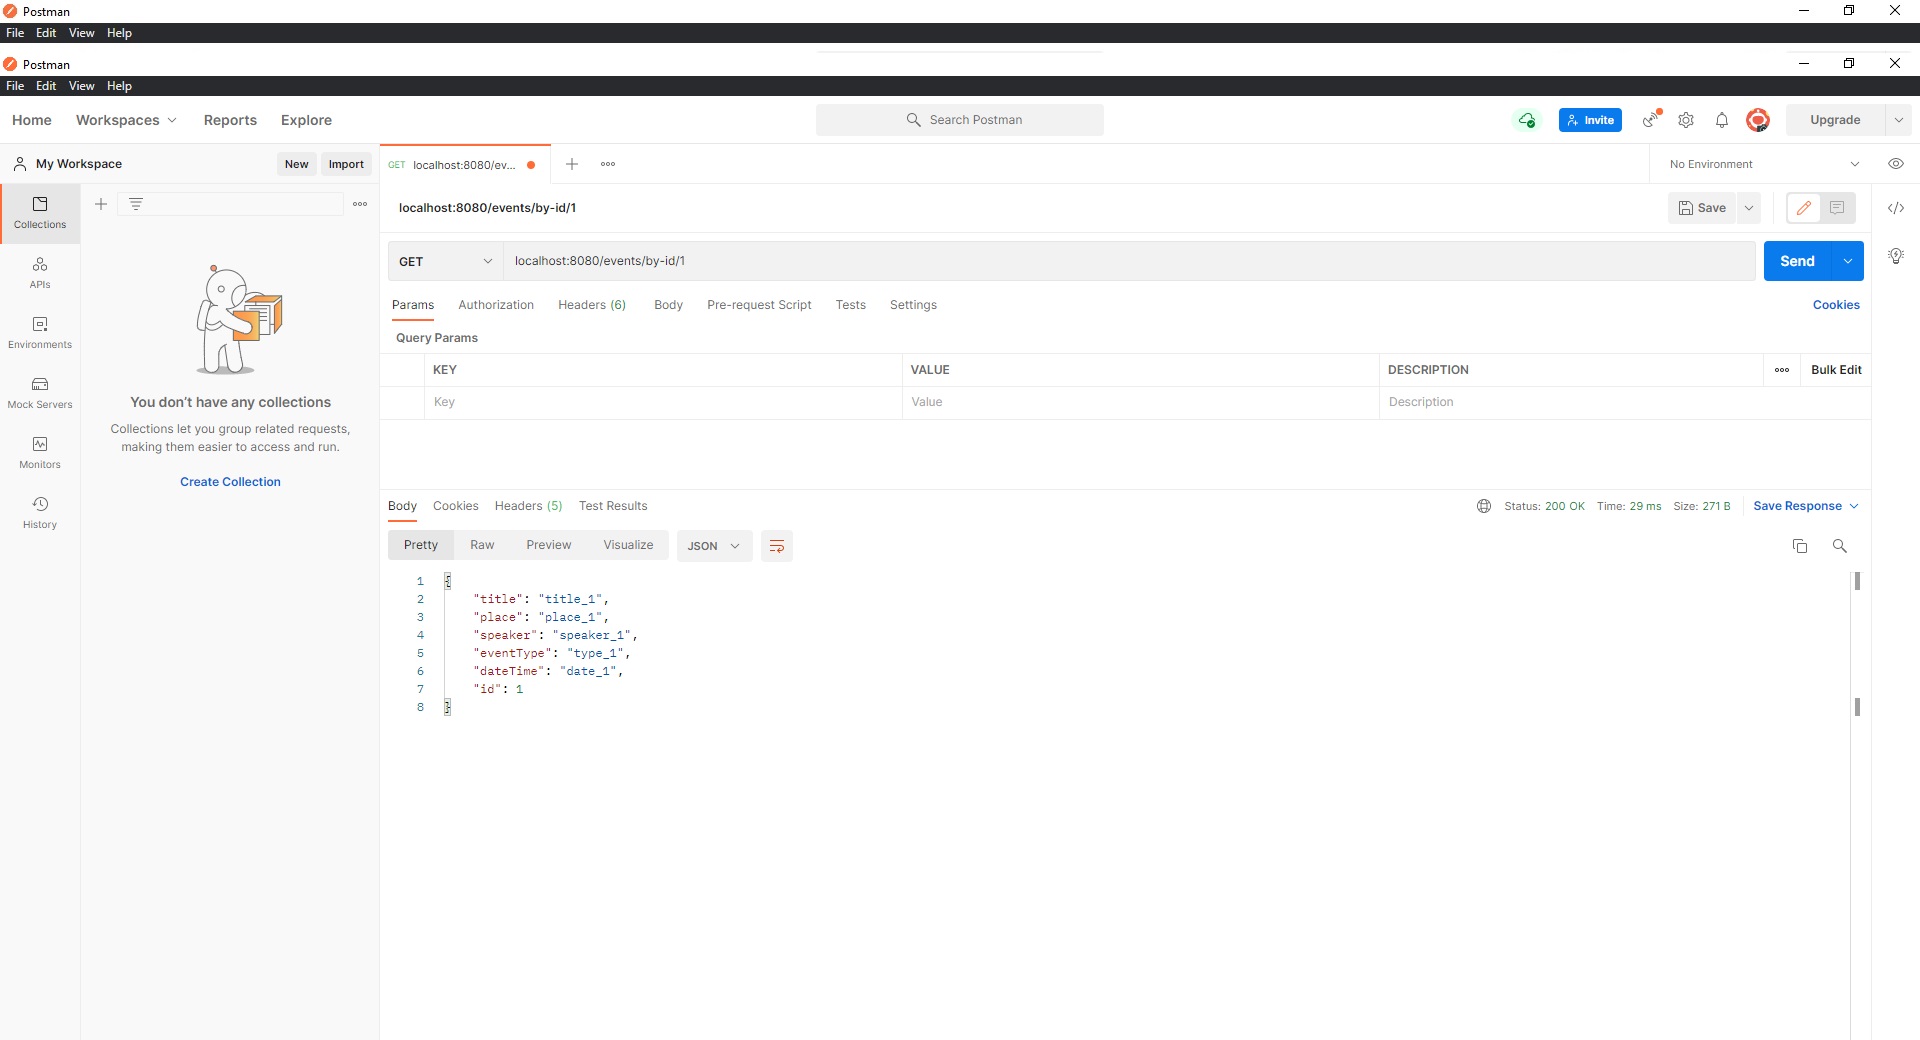 Postman
File Edit View Help
Postman
File Edit View Help
Home Workspaces Reports Explore
Search Postman
Invite
Upgrade
My Workspace
New Import
GET localhost:8080/ev...
No Environment
Collections
APIs
Environments
Mock Servers
Monitors
History
You don't have any collections
Collections let you group related requests,
making them easier to access and run.
Create Collection
localhost:8080/events/by-id/1
Save
GET localhost:8080/events/by-id/1
Send
Params Authorization Headers (6) Body Pre-request Script Tests Settings
Cookies
Query Params
KEY VALUE DESCRIPTION Bulk Edit
Key Value Description
Body Cookies Headers (5) Test Results
Status: 200 OK Time: 29 ms Size: 271 B Save Response
Pretty Raw Preview Visualize JSON
1 {
2 "title": "title_1",
3 "place": "place_1",
4 "speaker": "speaker_1",
5 "eventType": "type_1",
6 "dateTime": "date_1",
7 "id": 1
8 }